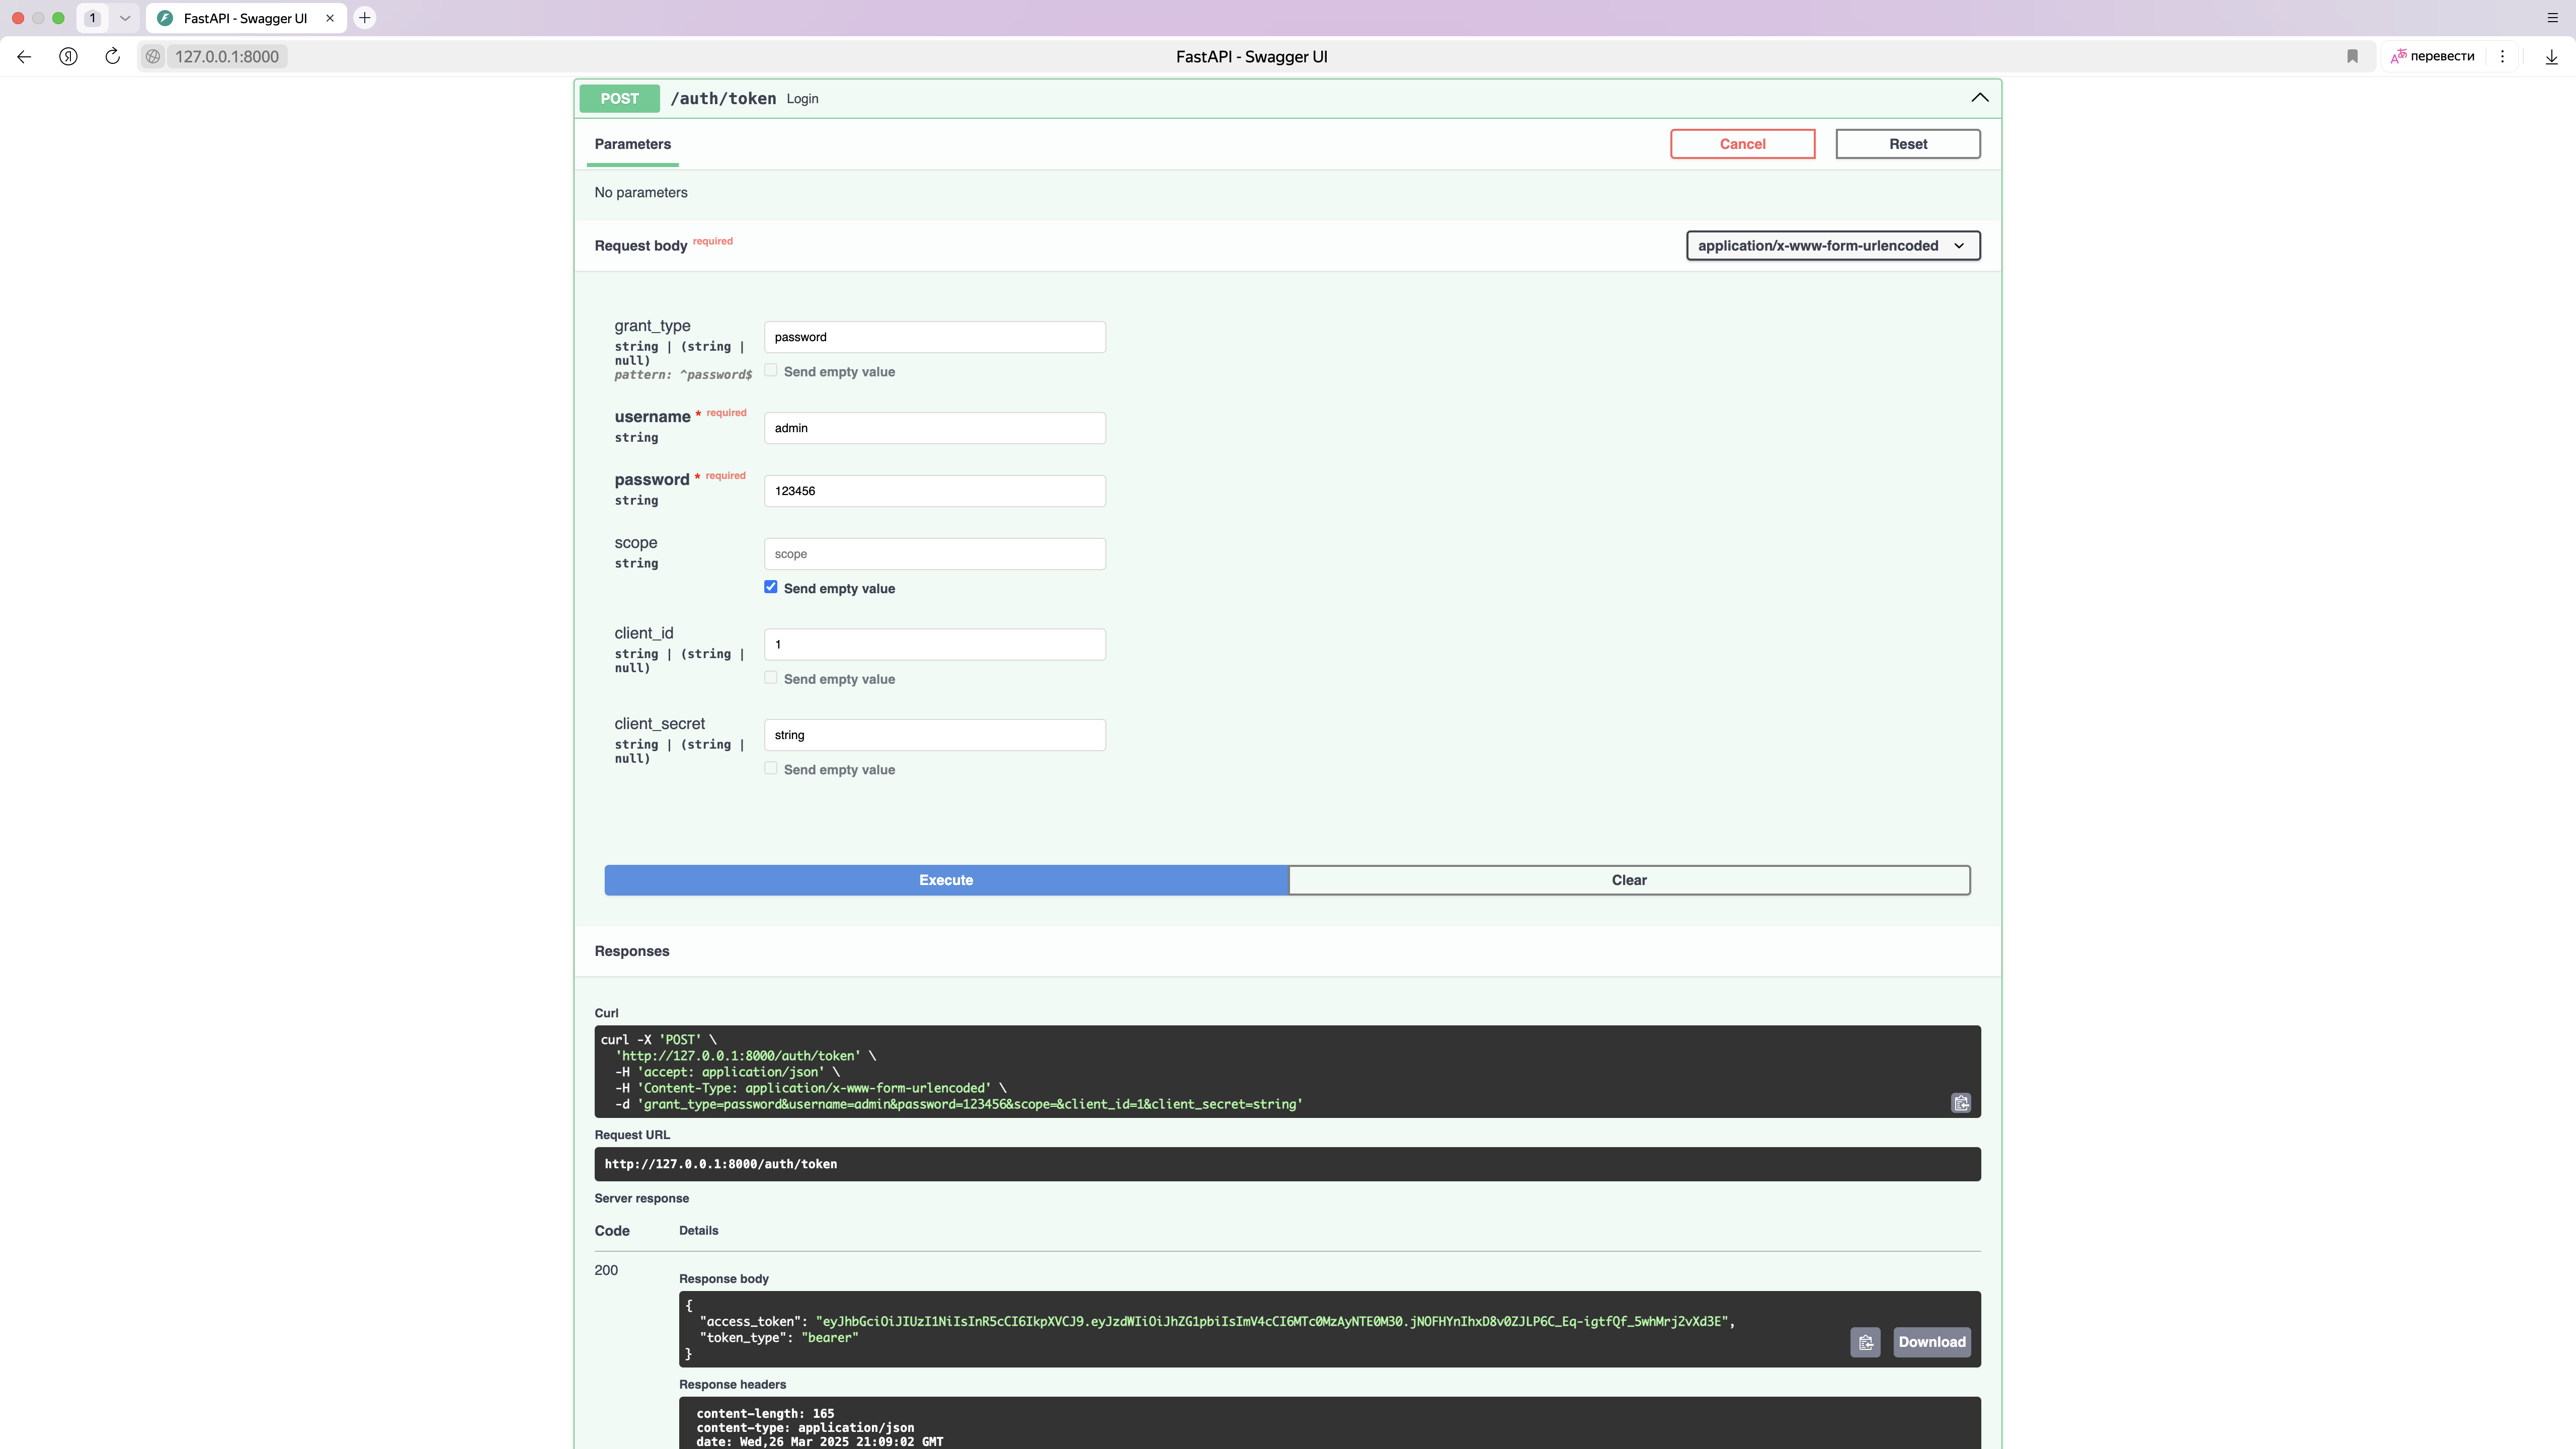 1
FastAPI - Swagger UI
127.0.0.1:8000
FastAPI - Swagger UI
перевести
POST /auth/token Login
Parameters
Cancel
Reset
No parameters
Request body required
application/x-www-form-urlencoded
grant_type
string | (string |
null)
pattern: ^password$
password
Send empty value
username * required
string
admin
password * required
string
123456
scope
string
scope
Send empty value
client_id
string | (string |
null)
1
Send empty value
client_secret
string | (string |
null)
string
Send empty value
Execute
Clear
Responses
Curl
curl -X 'POST' \
'http://127.0.0.1:8000/auth/token' \
-H 'accept: application/json' \
-H 'Content-Type: application/x-www-form-urlencoded' \
-d 'grant_type=password&username=admin&password=123456&scope=&client_id=1&client_secret=string'
Request URL
http://127.0.0.1:8000/auth/token
Server response
Code Details
200
Response body
{
"access_token": "eyJhbGciOiJIUzI1NiIsInR5cCI6IkpXVCJ9.eyJzdWIiOiJhZG1pbiIsImV4cCI6MTc0MzAyNTE0M30.jNOFHYnIhxD8v0ZJLP6C_Eq-igtfQf_5whMrj2vXd3E",
"token_type": "bearer"
}
Download
Response headers
content-length: 165
content-type: application/json
date: Wed,26 Mar 2025 21:09:02 GMT